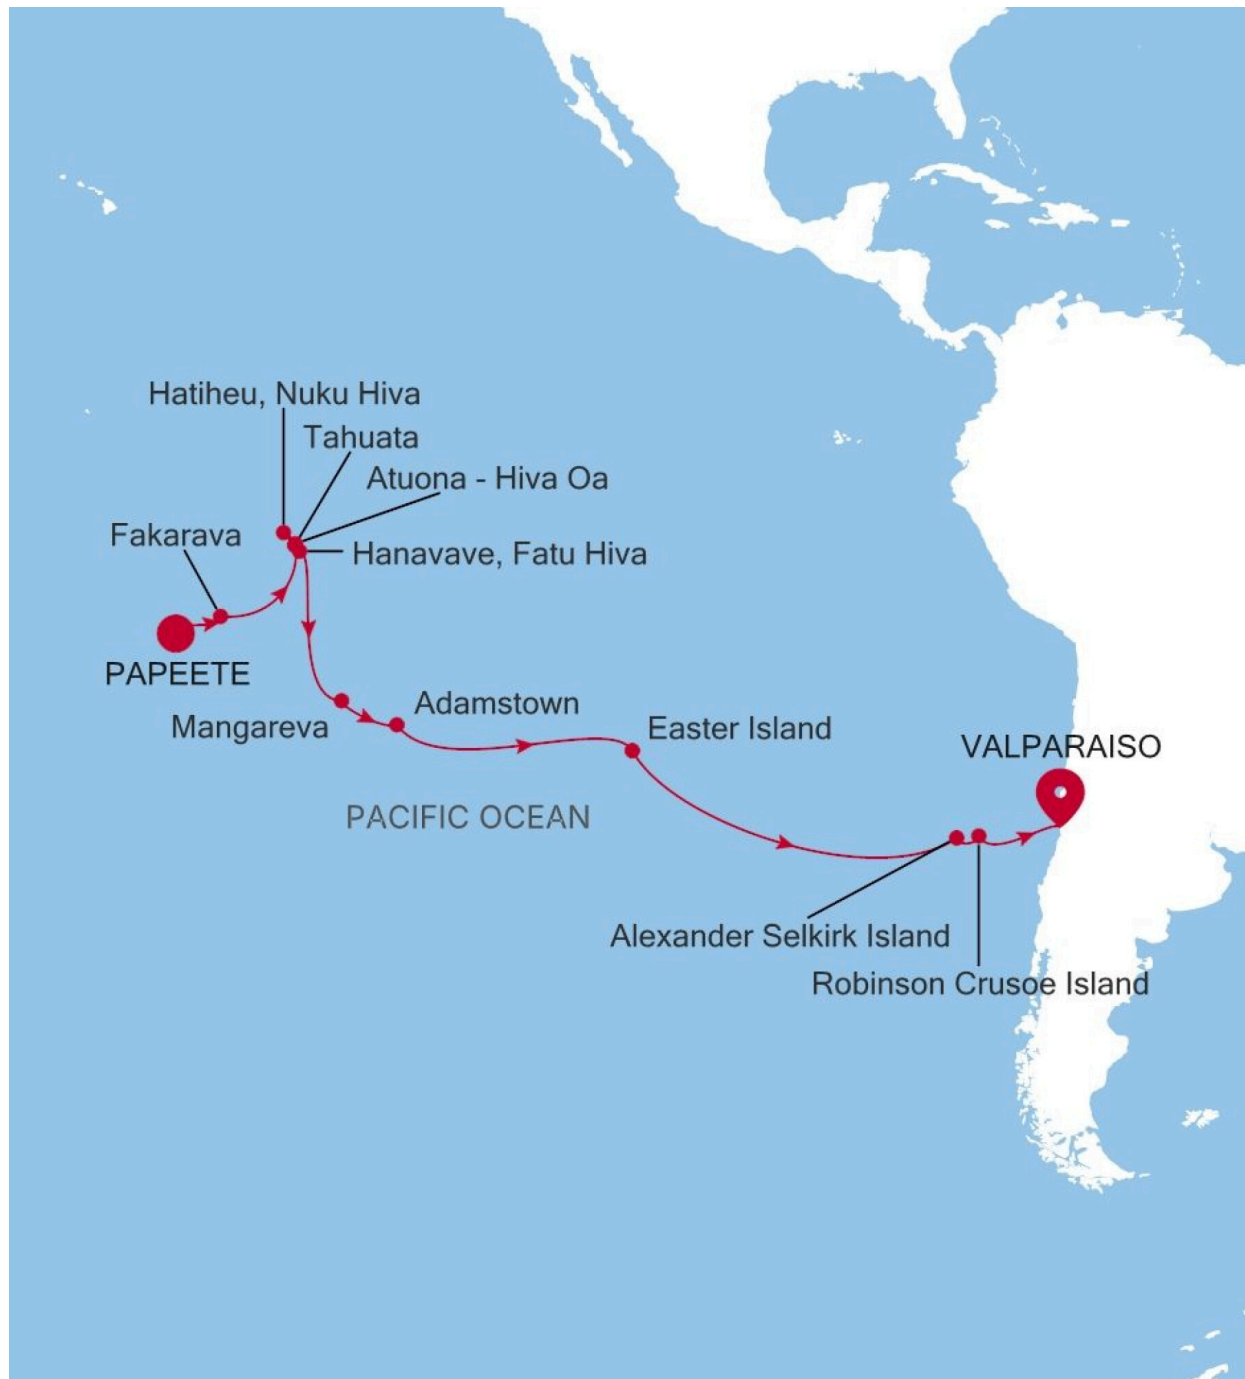 Hatiheu, Nuku Hiva
Tahuata
Atuona - Hiva Oa
Fakarava
Hanavave, Fatu Hiva
PAPEETE
Mangareva
Adamstown
Easter Island
VALPARAISO
PACIFIC OCEAN
Alexander Selkirk Island
Robinson Crusoe Island